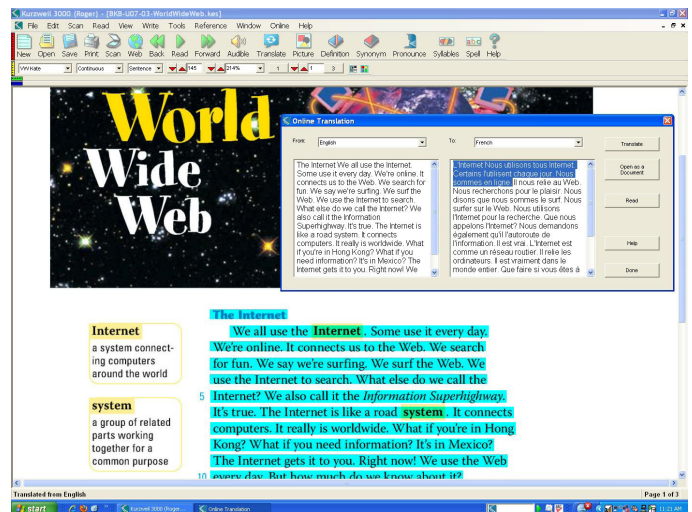 Kurzweil 3000 (Roger) - [BKB-U07-03-WorldWideWeb.kes]
File Edit Scan Read View Write Tools Reference Window Online Help
New Open Save Print Scan Web Back Read Forward Audible Translate Picture Definition Synonym Pronounce Syllables Spell Help
VW Kate Continuous Sentence 145 214% 1 1 3
World
Wide
Web
Online Translation
From: English To: French Translate
The Internet We all use the Internet.
Some use it every day. We're online. It
connects us to the Web. We search for
fun. We say we're surfing. We surf the
Web. We use the Internet to search.
What else do we call the Internet? We
also call it the Information
Superhighway. It's true. The Internet is
like a road system. It connects
computers. It really is worldwide. What
if you're in Hong Kong? What if you
need information? It's in Mexico? The
Internet gets it to you. Right now! We
L'Internet Nous utilisons tous Internet.
Certains l'utilisent chaque jour. Nous
sommes en ligne. Il nous relie au Web.
Nous recherchons pour le plaisir. Nous
disons que nous sommes le surf. Nous
surfer sur le Web. Nous utilisons
l'Internet pour la recherche. Que nous
appelons l'Internet? Nous demandons
également qu'il l'autoroute de
l'information. Il est vrai. L'Internet est
comme un réseau routier. Il relie les
ordinateurs. Il est vraiment dans le
monde entier. Que faire si vous êtes à
Open as a
Document
Read
Help
Done
The Internet
We all use the Internet. Some use it every day.
We're online. It connects us to the Web. We search
for fun. We say we're surfing. We surf the Web. We
use the Internet to search. What else do we call the
5 Internet? We also call it the Information Superhighway.
It's true. The Internet is like a road system. It connects
computers. It really is worldwide. What if you're in Hong
Kong? What if you need information? It's in Mexico?
The Internet gets it to you. Right now! We use the Web
10 every day. But how much do we know about it?
Internet
a system connect-
ing computers
around the world
system
a group of related
parts working
together for a
common purpose
Translated from English Page 1 of 3
start Kurzweil 3000 (Roger... Online Translation 11:21 AM